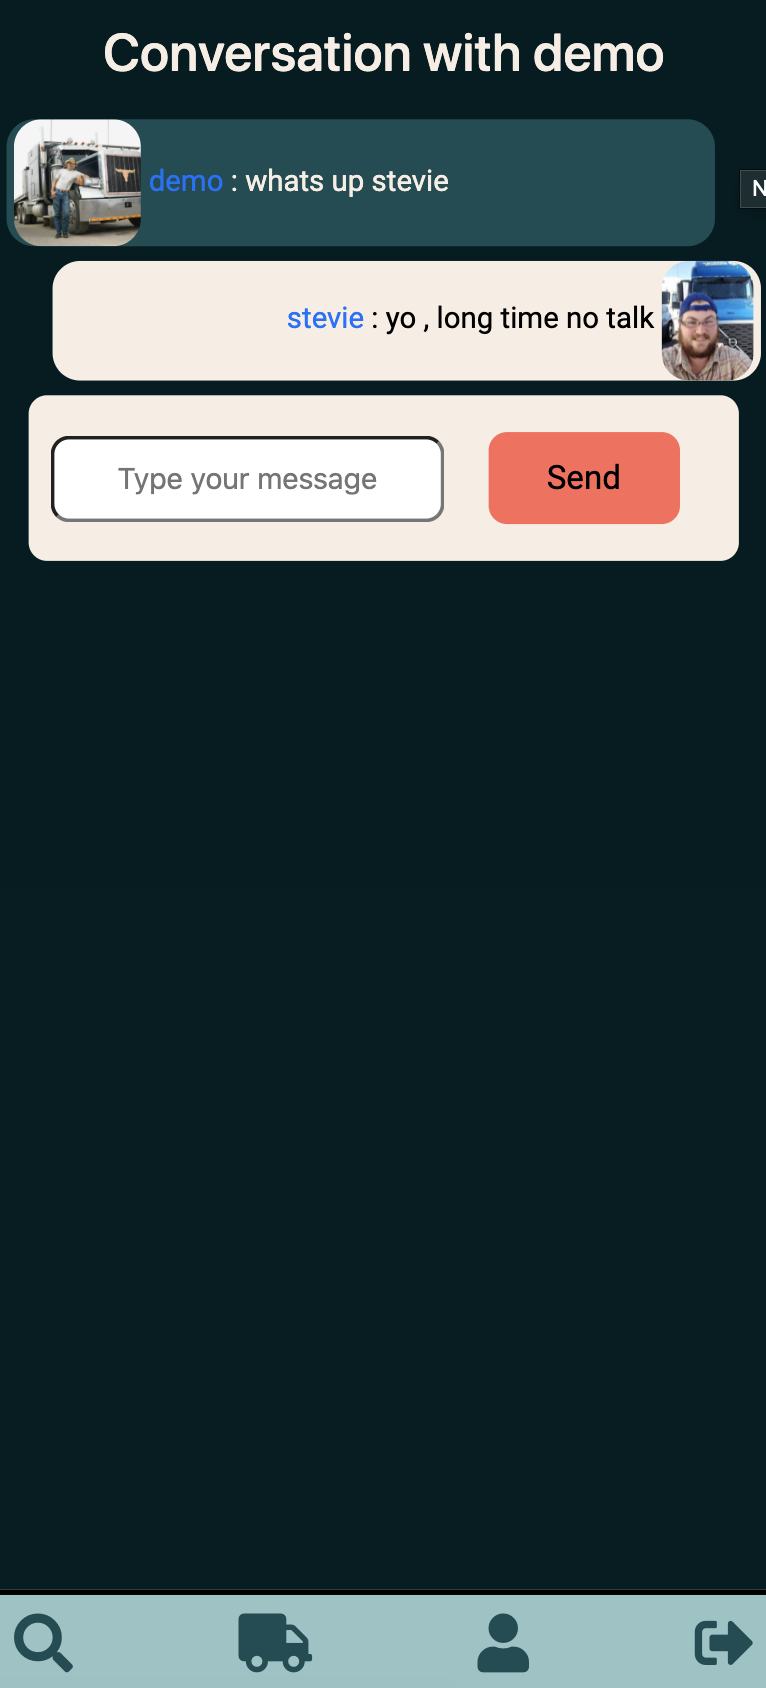 Conversation with demo
demo : whats up stevie
N
stevie : yo , long time no talk
Type your message
Send